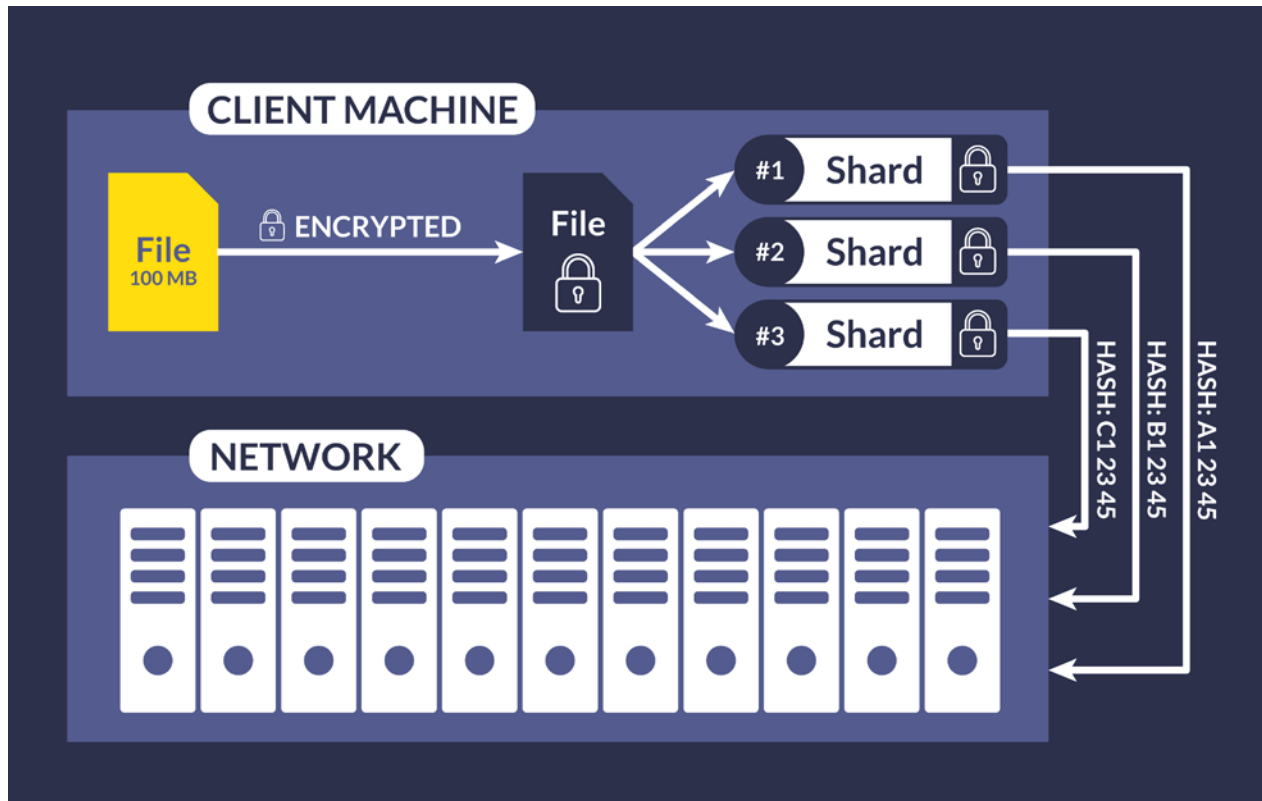 CLIENT MACHINE
File
100 MB
ENCRYPTED
File
#1 Shard
#2 Shard
#3 Shard
HASH: C1 23 45
HASH: B1 23 45
HASH: A1 23 45
NETWORK